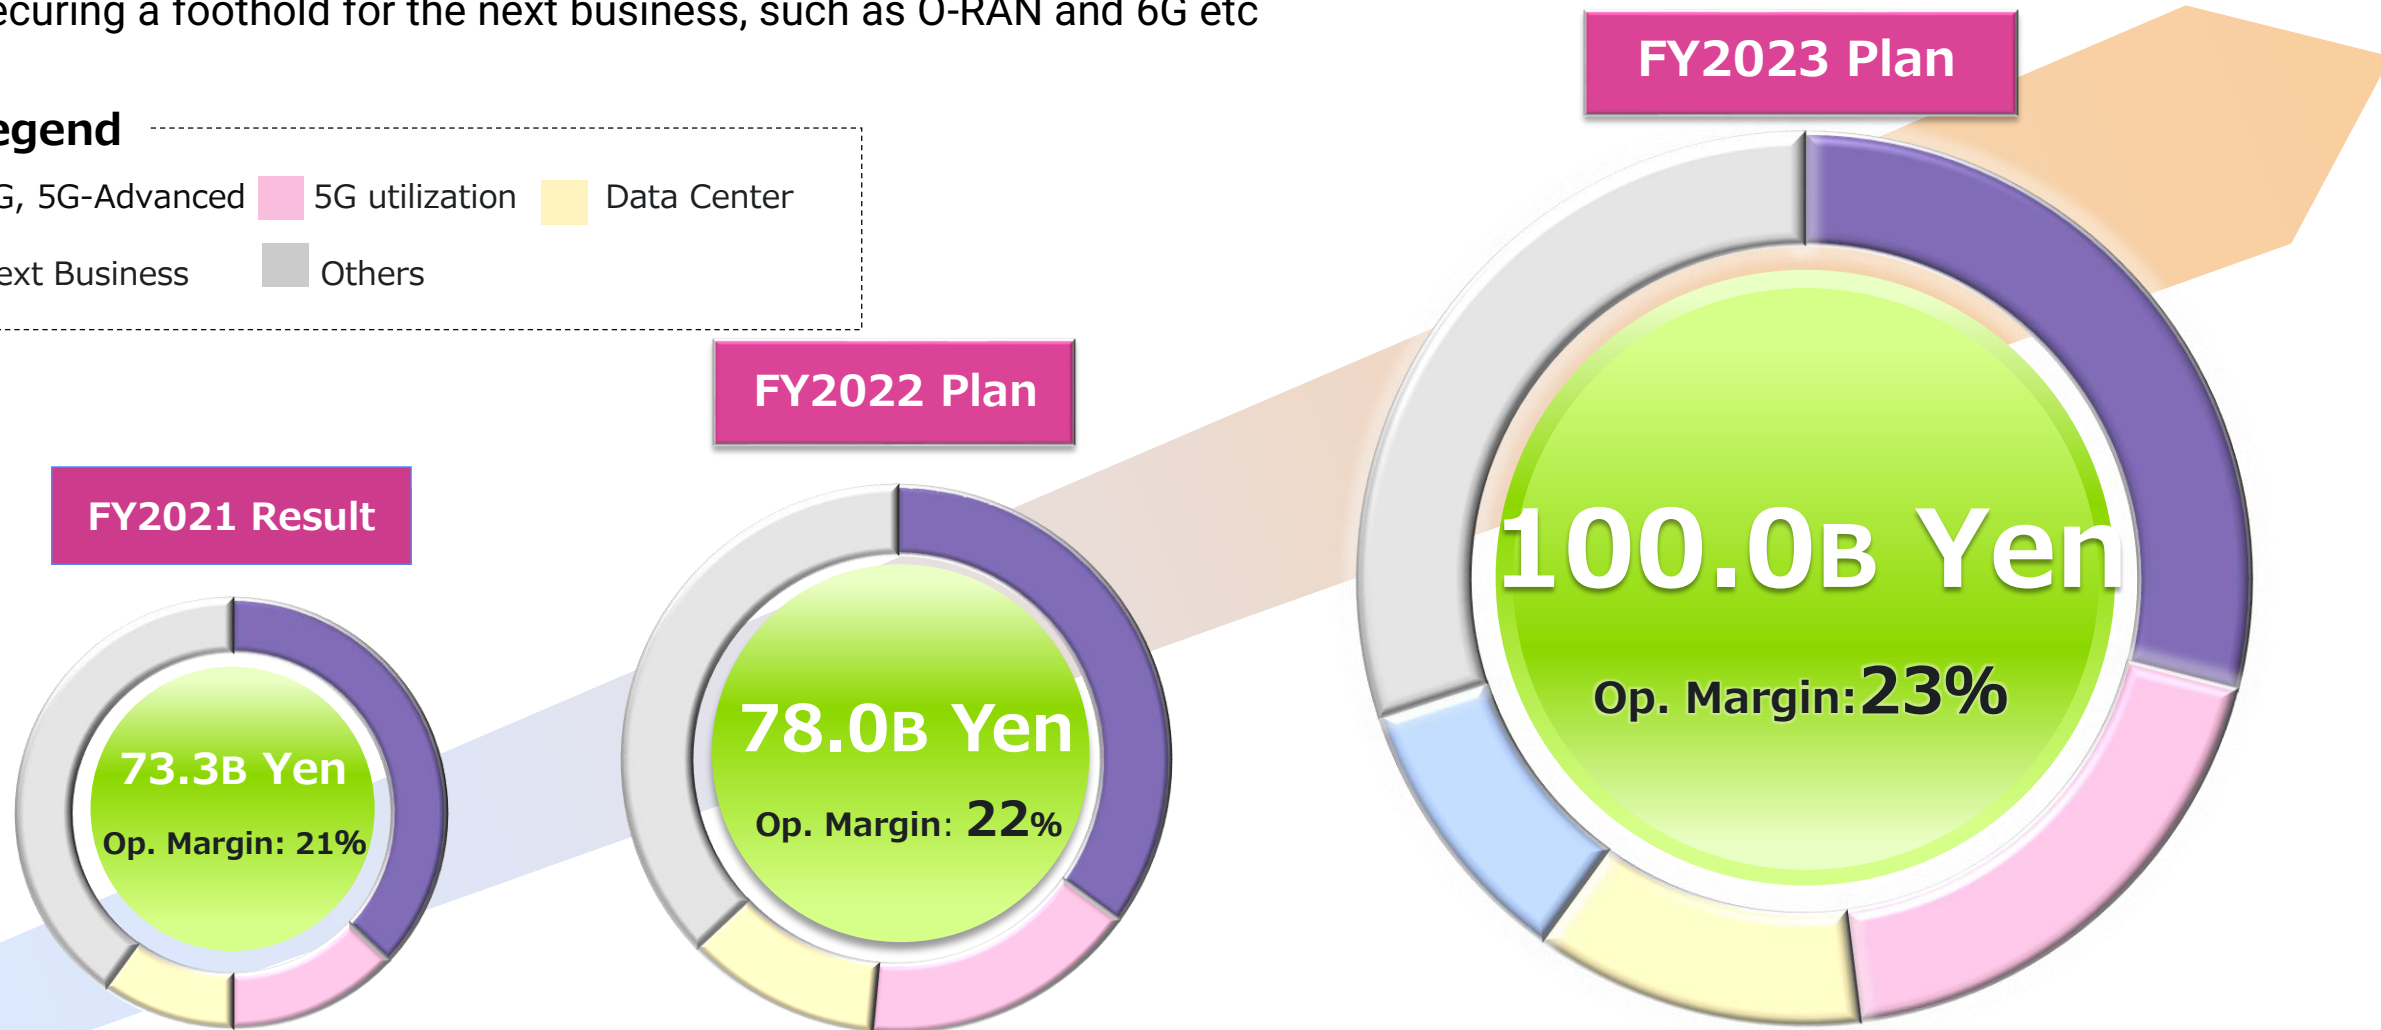 ecuring a foothold for the next business, such as O-RAN and 6G etc
FY2023 Plan
egend
G, 5G-Advanced 5G utilization Data Center
ext Business Others
FY2022 Plan
FY2021 Result
100.0B Yen
Op. Margin:23%
78.0B Yen
Op. Margin: 22%
73.3B Yen
Op. Margin: 21%